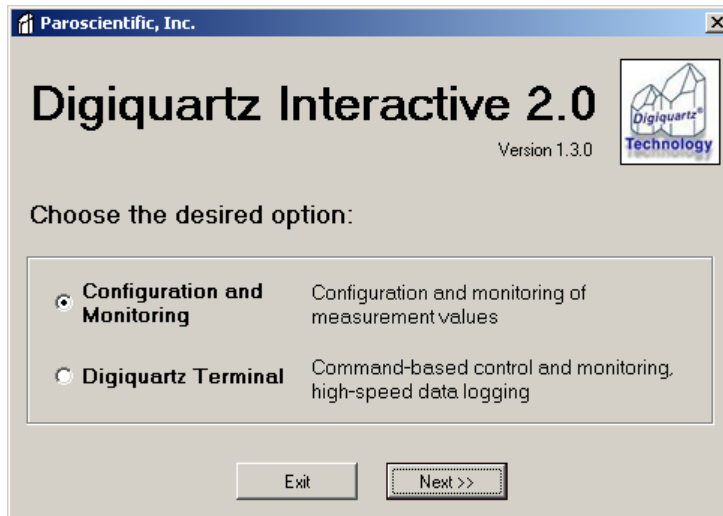 Paroscientific, Inc.
Digiquartz Interactive 2.0
Version 1.3.0
Digiquartz®
Technology
Choose the desired option:
Configuration and
Monitoring
Configuration and monitoring of
measurement values
Digiquartz Terminal
Command-based control and monitoring,
high-speed data logging
Exit
Next >>